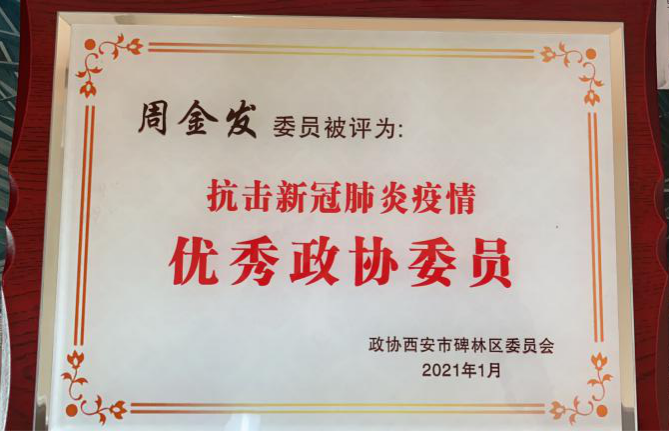 周金发 委员被评为:
抗击新冠肺炎疫情
优秀政协委员
政协西安市碑林区委员会
2021年1月